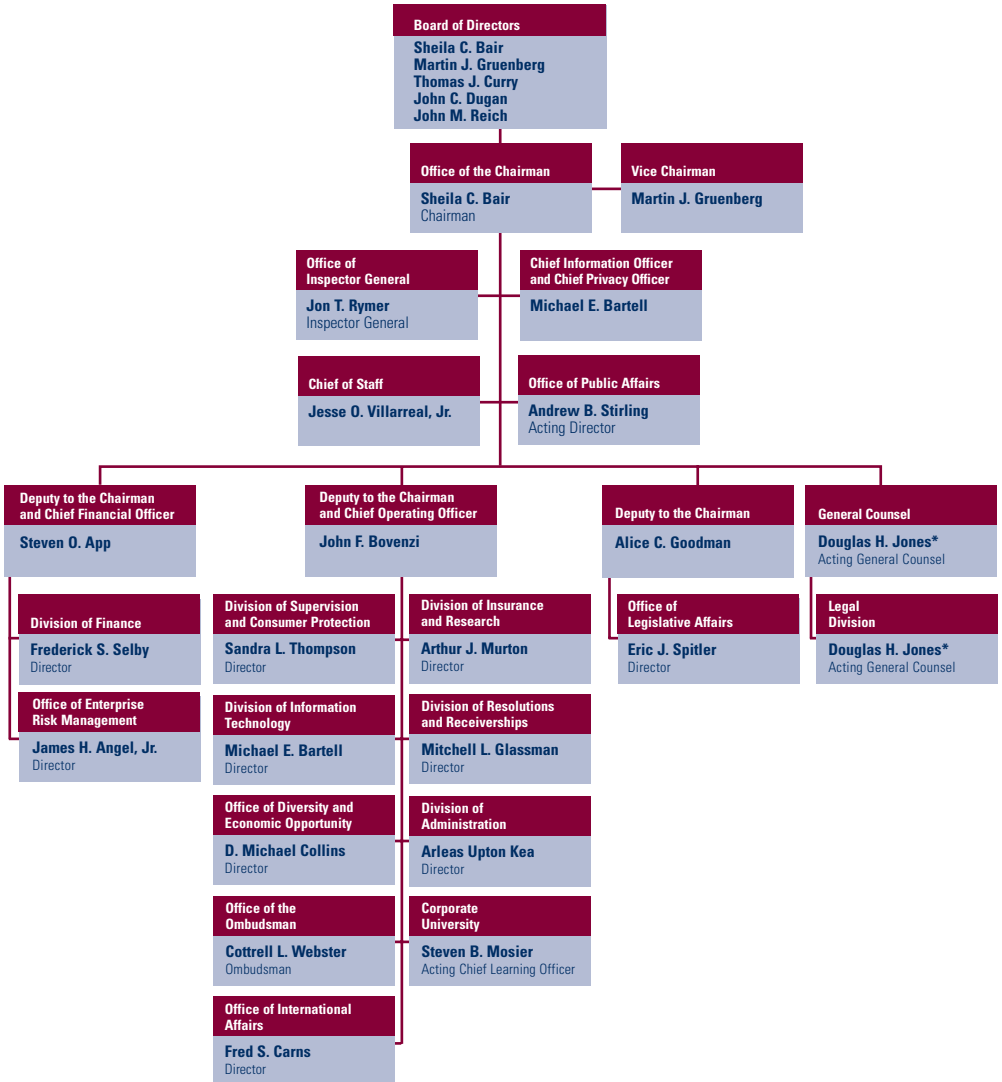 Board of Directors
Sheila C. Bair
Martin J. Gruenberg
Thomas J. Curry
John C. Dugan
John M. Reich
Office of the Chairman
Sheila C. Bair
Chairman
Vice Chairman
Martin J. Gruenberg
Office of
Inspector General
Jon T. Rymer
Inspector General
Chief Information Officer
and Chief Privacy Officer
Michael E. Bartell
Chief of Staff
Jesse O. Villarreal, Jr.
Office of Public Affairs
Andrew B. Stirling
Acting Director
Deputy to the Chairman
and Chief Financial Officer
Steven O. App
Deputy to the Chairman
and Chief Operating Officer
John F. Bovenzi
Deputy to the Chairman
Alice C. Goodman
General Counsel
Douglas H. Jones*
Acting General Counsel
Division of Finance
Frederick S. Selby
Director
Division of Supervision
and Consumer Protection
Sandra L. Thompson
Director
Division of Insurance
and Research
Arthur J. Murton
Director
Office of
Legislative Affairs
Eric J. Spitler
Director
Legal
Division
Douglas H. Jones*
Acting General Counsel
Office of Enterprise
Risk Management
James H. Angel, Jr.
Director
Division of Information
Technology
Michael E. Bartell
Director
Division of Resolutions
and Receiverships
Mitchell L. Glassman
Director
Office of Diversity and
Economic Opportunity
D. Michael Collins
Director
Division of
Administration
Arleas Upton Kea
Director
Office of the
Ombudsman
Cottrell L. Webster
Ombudsman
Corporate
University
Steven B. Mosier
Acting Chief Learning Officer
Office of International
Affairs
Fred S. Carns
Director